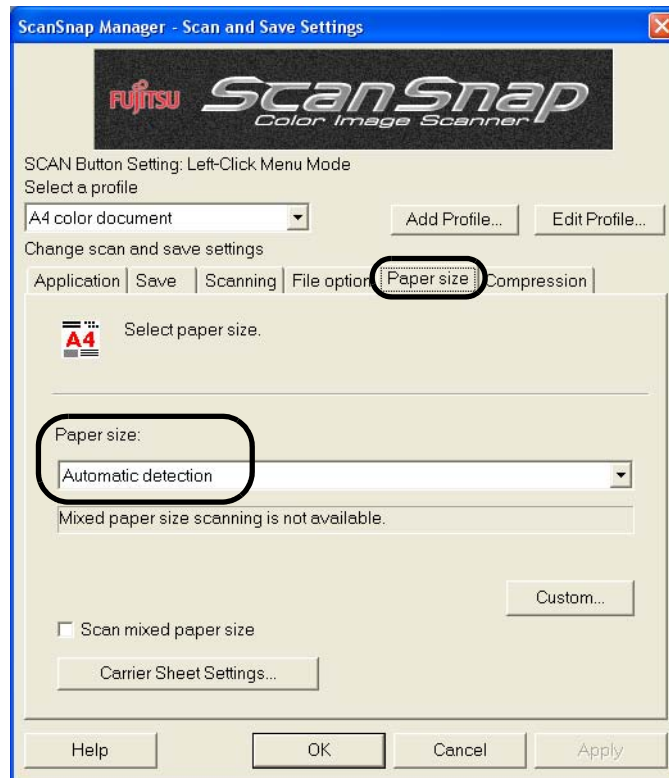 ScanSnap Manager - Scan and Save Settings
FUJITSU ScanSnap
Color Image Scanner
SCAN Button Setting: Left-Click Menu Mode
Select a profile
A4 color document
Add Profile... Edit Profile...
Change scan and save settings
Application Save Scanning File option Paper size Compression
A4 Select paper size.
Paper size:
Automatic detection
Mixed paper size scanning is not available.
Custom...
Scan mixed paper size
Carrier Sheet Settings...
Help OK Cancel Apply